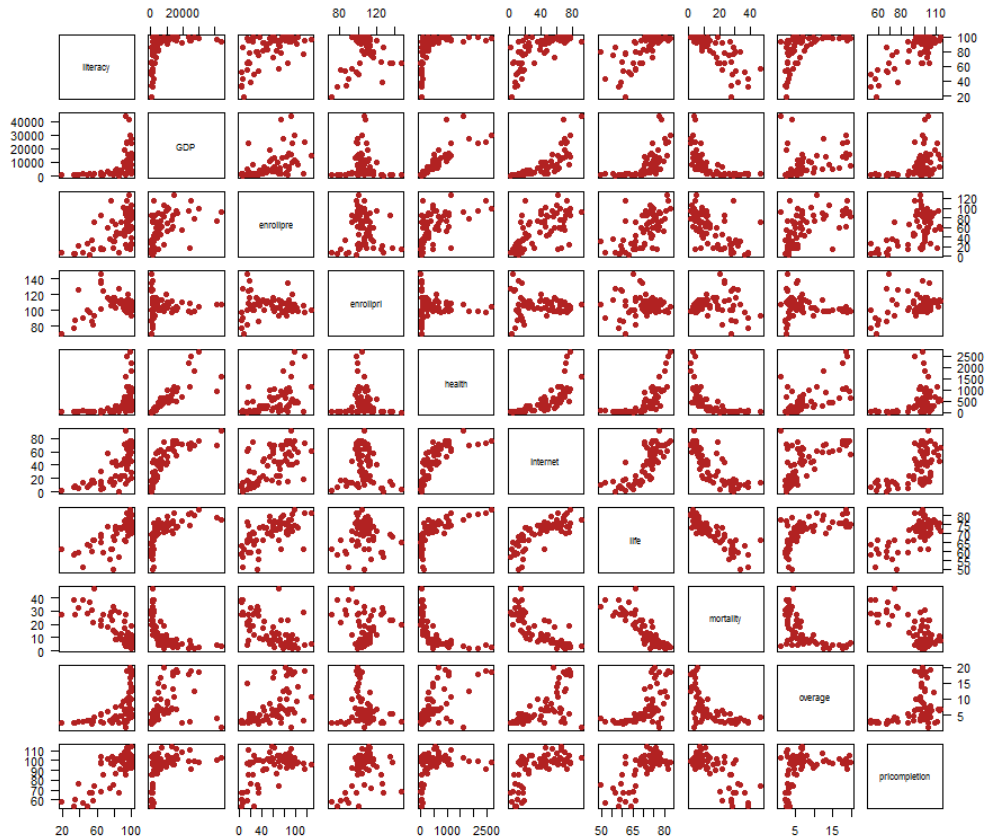 0 20000 80 120 0 40 80 0 20 40 60 80 110
literacy 100 80 60 40 20
40000 30000 20000 10000 0 GDP
enrollpre 120 100 80 60 40 20 0
140 120 100 80 enrollpri
health 2500 2000 1500 1000 500 0
80 60 40 20 0 internet
life 80 75 70 65 60 55 50
40 30 20 10 0 mortality
overage 20 15 10 5
110 100 90 80 70 60 pricompletion
20 60 100 0 40 100 0 1000 2500 50 65 80 5 15